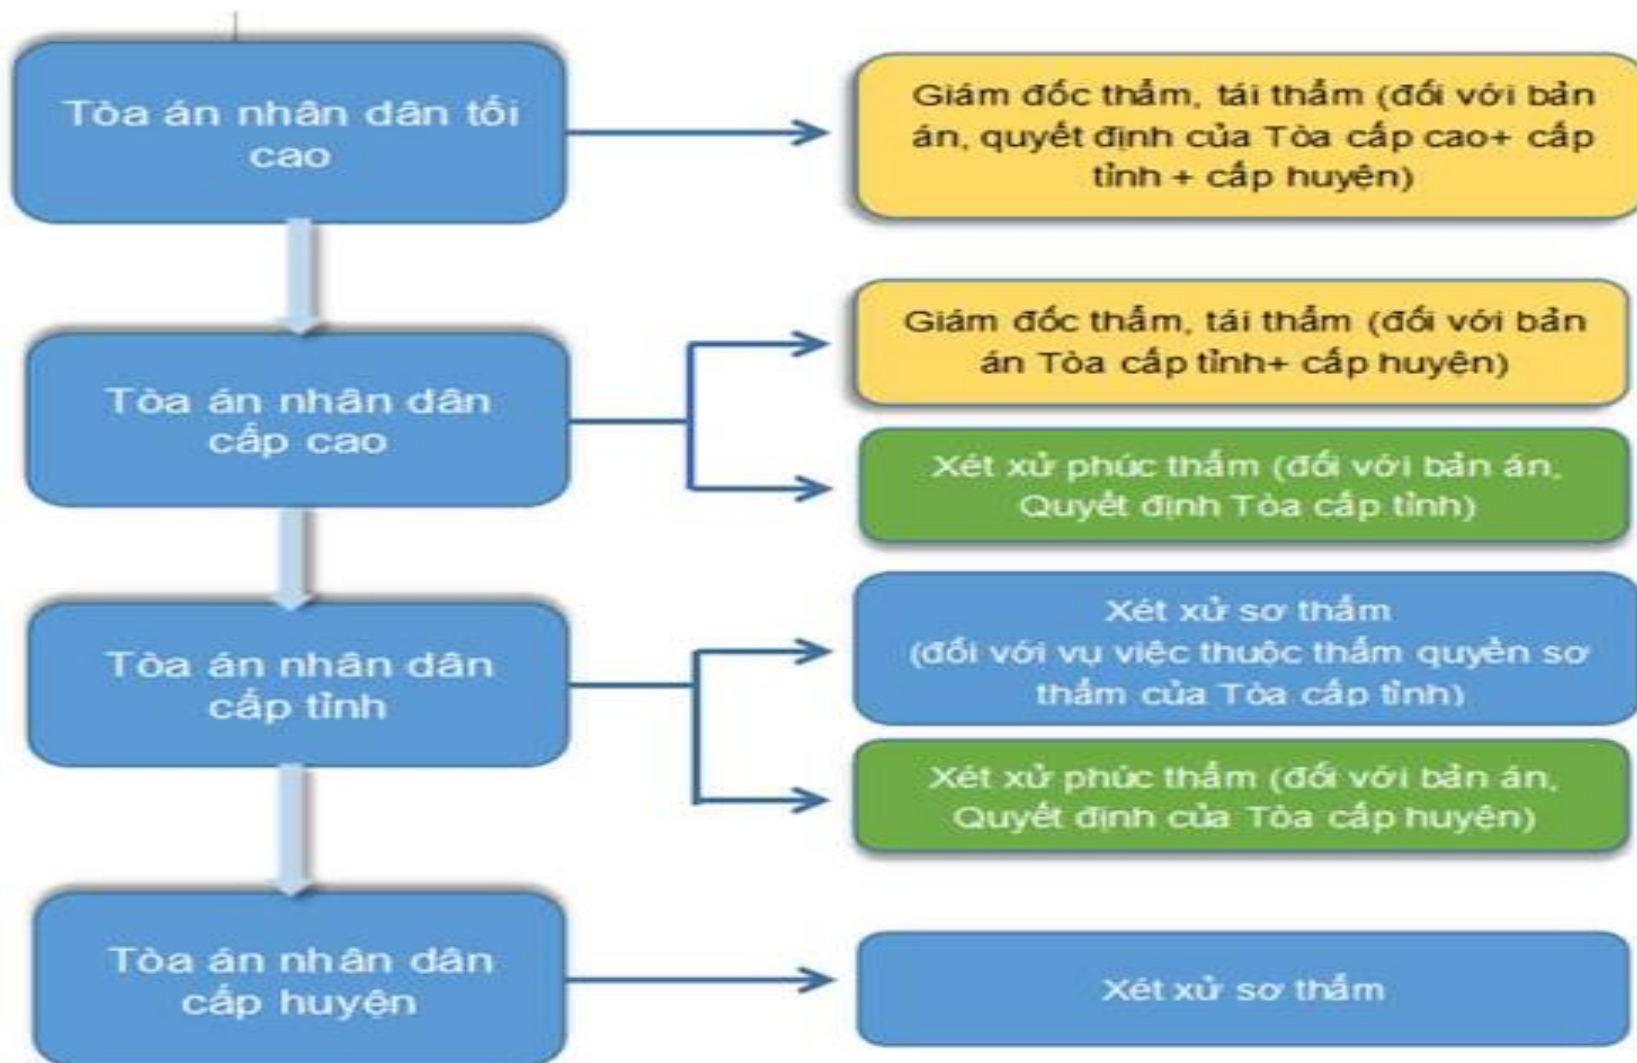 Tòa án nhân dân tối
cao
Giám đốc thẩm, tái thẩm (đối với bản
án, quyết định của Tòa cấp cao+ cấp
tỉnh + cấp huyện)
Tòa án nhân dân
cấp cao
Giám đốc thẩm, tái thẩm (đối với bản
án Tòa cấp tỉnh+ cấp huyện)
Xét xử phúc thẩm (đối với bản án,
Quyết định Tòa cấp tỉnh)
Tòa án nhân dân
cấp tỉnh
Xét xử sơ thẩm
(đối với vụ việc thuộc thẩm quyền sơ
thẩm của Tòa cấp tỉnh)
Xét xử phúc thẩm (đối với bản án,
Quyết định của Tòa cấp huyện)
Tòa án nhân dân
cấp huyện
Xét xử sơ thẩm